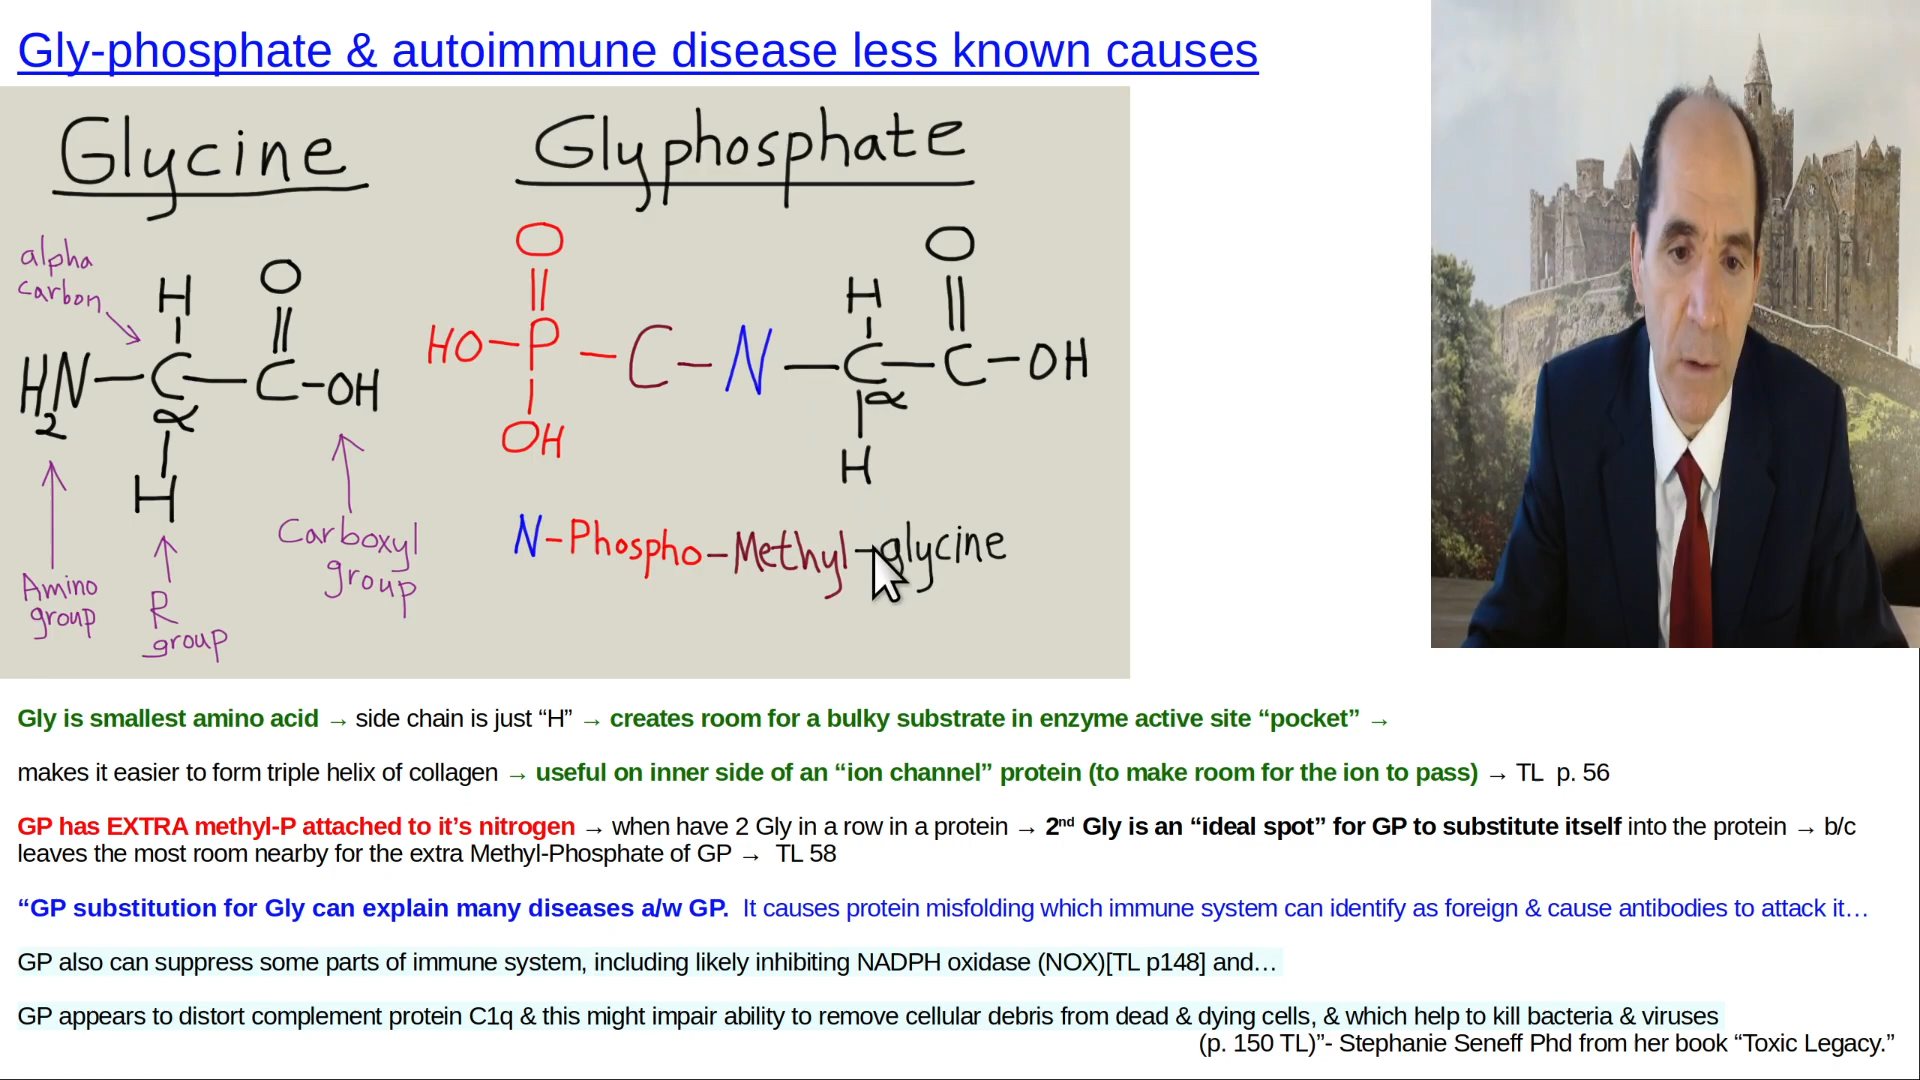 Gly-phosphate & autoimmune disease less known causes
Glycine
Glyphosphate
alpha
carbon
H
O
H2N
C
α
C
OH
H
Amino
group
R
group
Carboxyl
group
O
HO-P-C-N-C-C-OH
OH
H
O
α
H
N-Phospho-Methyl-glycine
Gly is smallest amino acid → side chain is just “H” → creates room for a bulky substrate in enzyme active site “pocket” →
makes it easier to form triple helix of collagen → useful on inner side of an “ion channel” protein (to make room for the ion to pass) → TL p. 56
GP has EXTRA methyl-P attached to it’s nitrogen → when have 2 Gly in a row in a protein → 2nd Gly is an “ideal spot” for GP to substitute itself into the protein → b/c
leaves the most room nearby for the extra Methyl-Phosphate of GP → TL 58
“GP substitution for Gly can explain many diseases a/w GP. It causes protein misfolding which immune system can identify as foreign & cause antibodies to attack it…
GP also can suppress some parts of immune system, including likely inhibiting NADPH oxidase (NOX)[TL p148] and…
GP appears to distort complement protein C1q & this might impair ability to remove cellular debris from dead & dying cells, & which help to kill bacteria & viruses
(p. 150 TL)”- Stephanie Seneff Phd from her book “Toxic Legacy.”